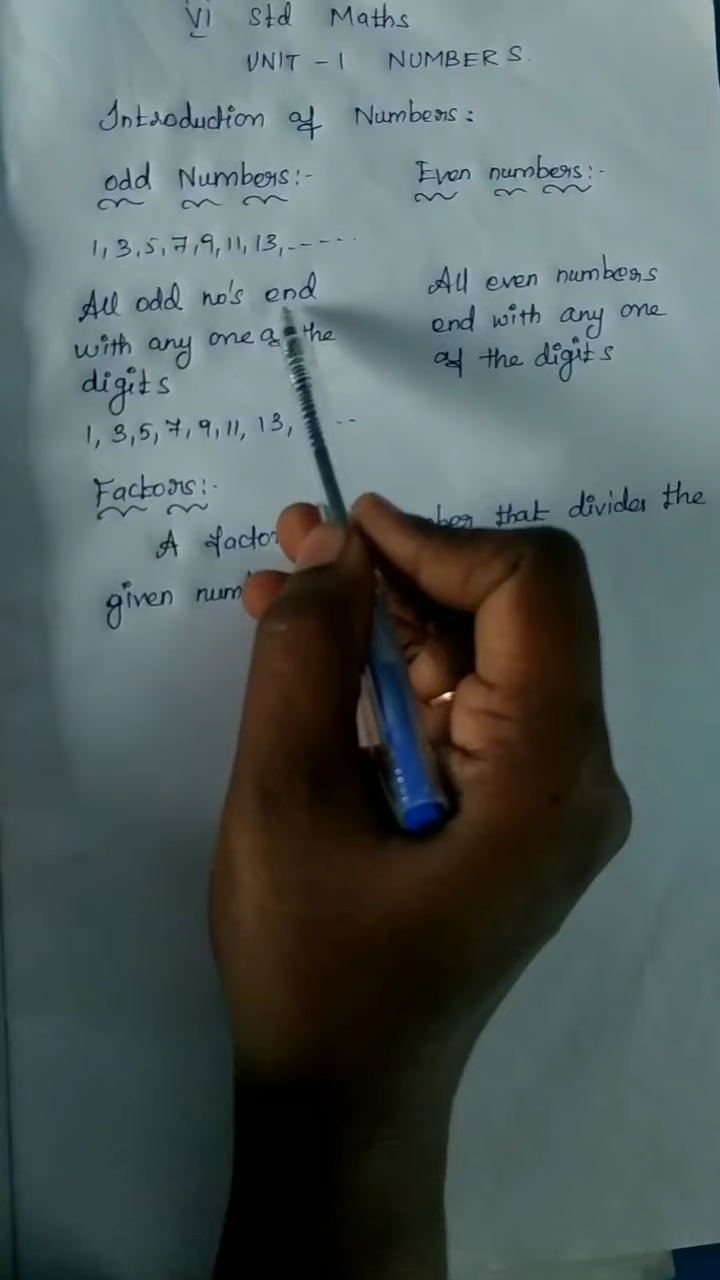 VI Std Maths
UNIT - 1 NUMBERS.
Introduction of Numbers:
odd Numbers:-
1, 3, 5, 7, 9, 11, 13, - - - - - -
All odd no's end
with any one of the
digits
1, 3, 5, 7, 9, 11, 13, - -
Even numbers:-
All even numbers
end with any one
of the digits
Factors:-
A that divides the
given